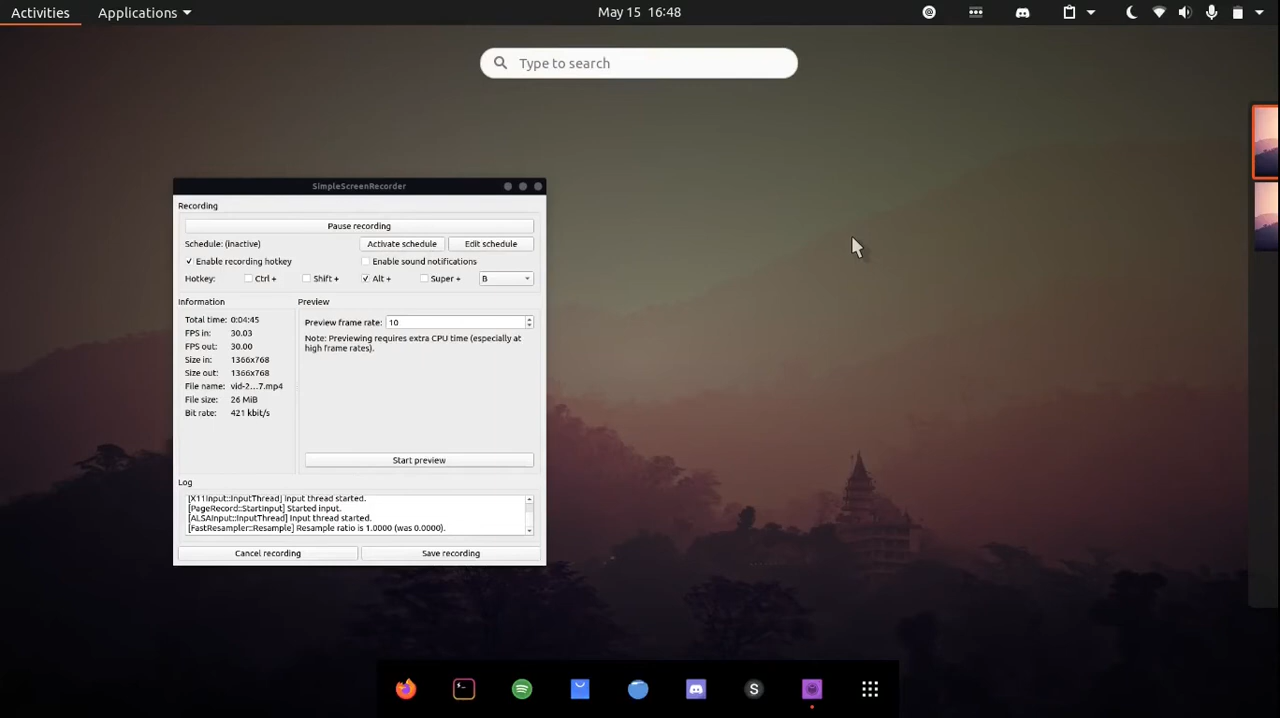 Activities Applications May 15 16:48
Type to search
SimpleScreenRecorder
Recording
Pause recording
Schedule: (inactive) Activate schedule Edit schedule
Enable recording hotkey Enable sound notifications
Hotkey: Ctrl + Shift + Alt + Super + B
Information Preview
Total time: 0:04:45
FPS in: 30.03
FPS out: 30.00
Size in: 1366x768
Size out: 1366x768
File name: vid-2...7.mp4
File size: 26 MiB
Bit rate: 421 kbit/s
Preview frame rate: 10
Note: Previewing requires extra CPU time (especially at
high frame rates).
Start preview
Log
[X11Input::InputThread] Input thread started.
[PageRecord::StartInput] Started input.
[ALSAInput::InputThread] Input thread started.
[FastResampler::Resample] Resample ratio is 1.0000 (was 0.0000).
Cancel recording Save recording
S